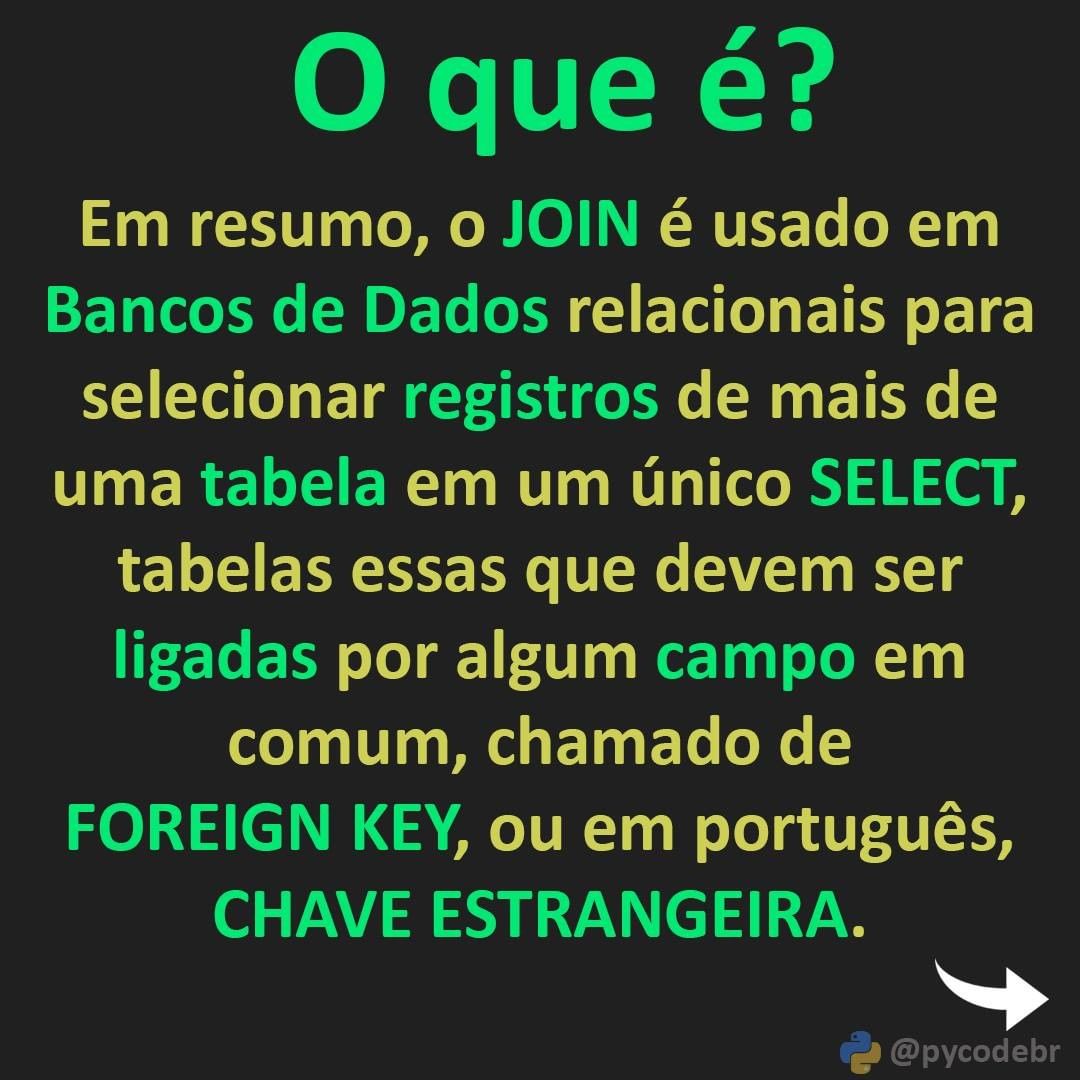 O que é?
Em resumo, o JOIN é usado em
Bancos de Dados relacionais para
selecionar registros de mais de
uma tabela em um único SELECT,
tabelas essas que devem ser
ligadas por algum campo em
comum, chamado de
FOREIGN KEY, ou em português,
CHAVE ESTRANGEIRA.
@pycodebr